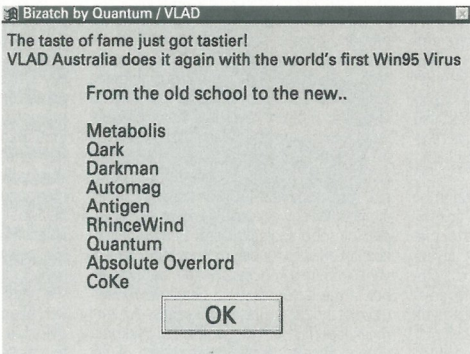 Bizatch by Quantum / VLAD
The taste of fame just got tastier!
VLAD Australia does it again with the world's first Win95 Virus
From the old school to the new..
Metabolis
Qark
Darkman
Automag
Antigen
RhinceWind
Quantum
Absolute Overlord
CoKe
OK